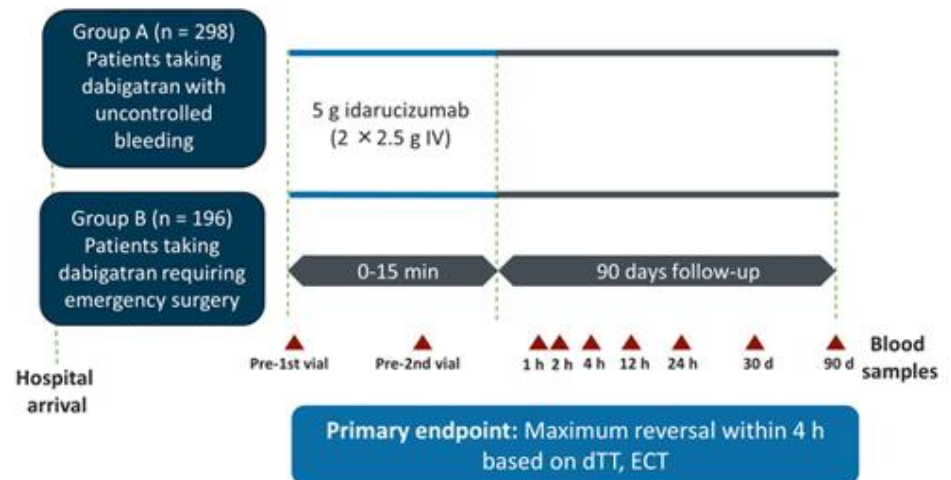 Group A (n = 298)
Patients taking
dabigatran with
uncontrolled
bleeding
5 g idarucizumab
(2 × 2.5 g IV)
Group B (n = 196)
Patients taking
dabigatran requiring
emergency surgery
0-15 min
90 days follow-up
Pre-1st vial
Pre-2nd vial
1 h
2 h
4 h
12 h
24 h
30 d
90 d
Blood
samples
Hospital
arrival
Primary endpoint: Maximum reversal within 4 h
based on dTT, ECT